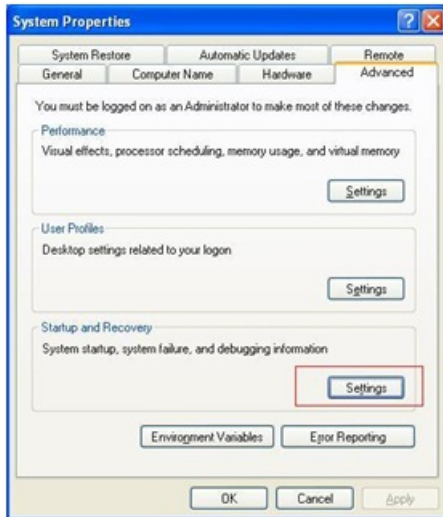 System Properties
System Restore Automatic Updates Remote
General Computer Name Hardware Advanced
You must be logged on as an Administrator to make most of these changes.
Performance
Visual effects, processor scheduling, memory usage, and virtual memory
Settings
User Profiles
Desktop settings related to your logon
Settings
Startup and Recovery
System startup, system failure, and debugging information
Settings
Environment Variables Error Reporting
OK Cancel Apply